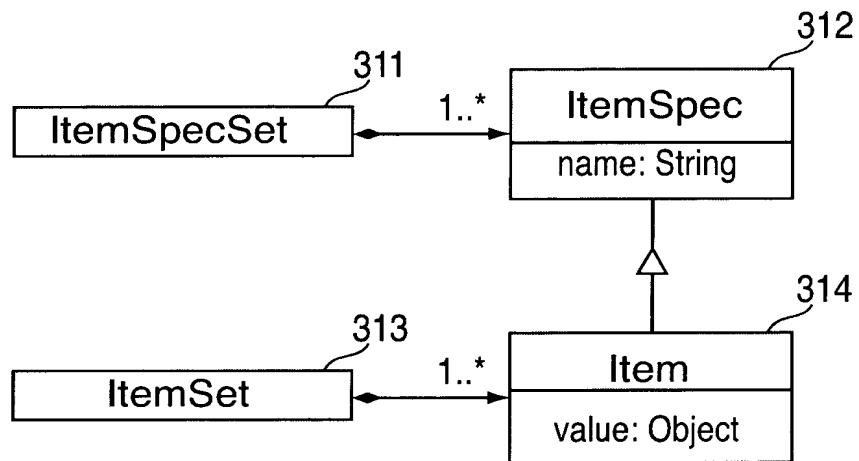 311
312
ItemSpecSet
1..*
ItemSpec
name: String
313
314
ItemSet
1..*
Item
value: Object